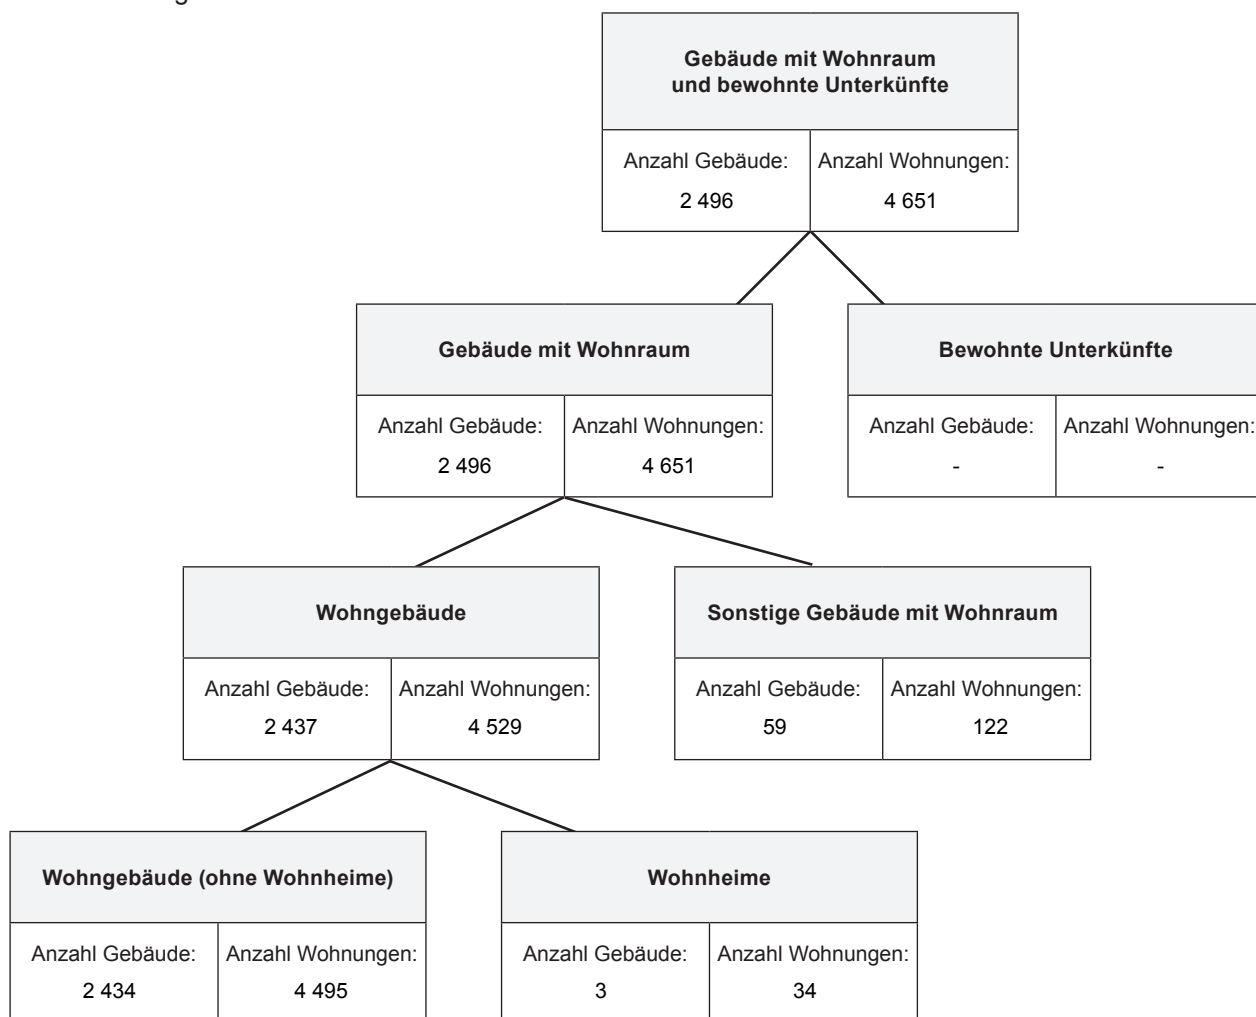 Gebäude mit Wohnraum
und bewohnte Unterkünfte
Anzahl Gebäude: Anzahl Wohnungen:
2 496 4 651
Gebäude mit Wohnraum
Anzahl Gebäude: Anzahl Wohnungen:
2 496 4 651
Bewohnte Unterkünfte
Anzahl Gebäude: Anzahl Wohnungen:
- -
Wohngebäude
Anzahl Gebäude: Anzahl Wohnungen:
2 437 4 529
Sonstige Gebäude mit Wohnraum
Anzahl Gebäude: Anzahl Wohnungen:
59 122
Wohngebäude (ohne Wohnheime)
Anzahl Gebäude: Anzahl Wohnungen:
2 434 4 495
Wohnheime
Anzahl Gebäude: Anzahl Wohnungen:
3 34